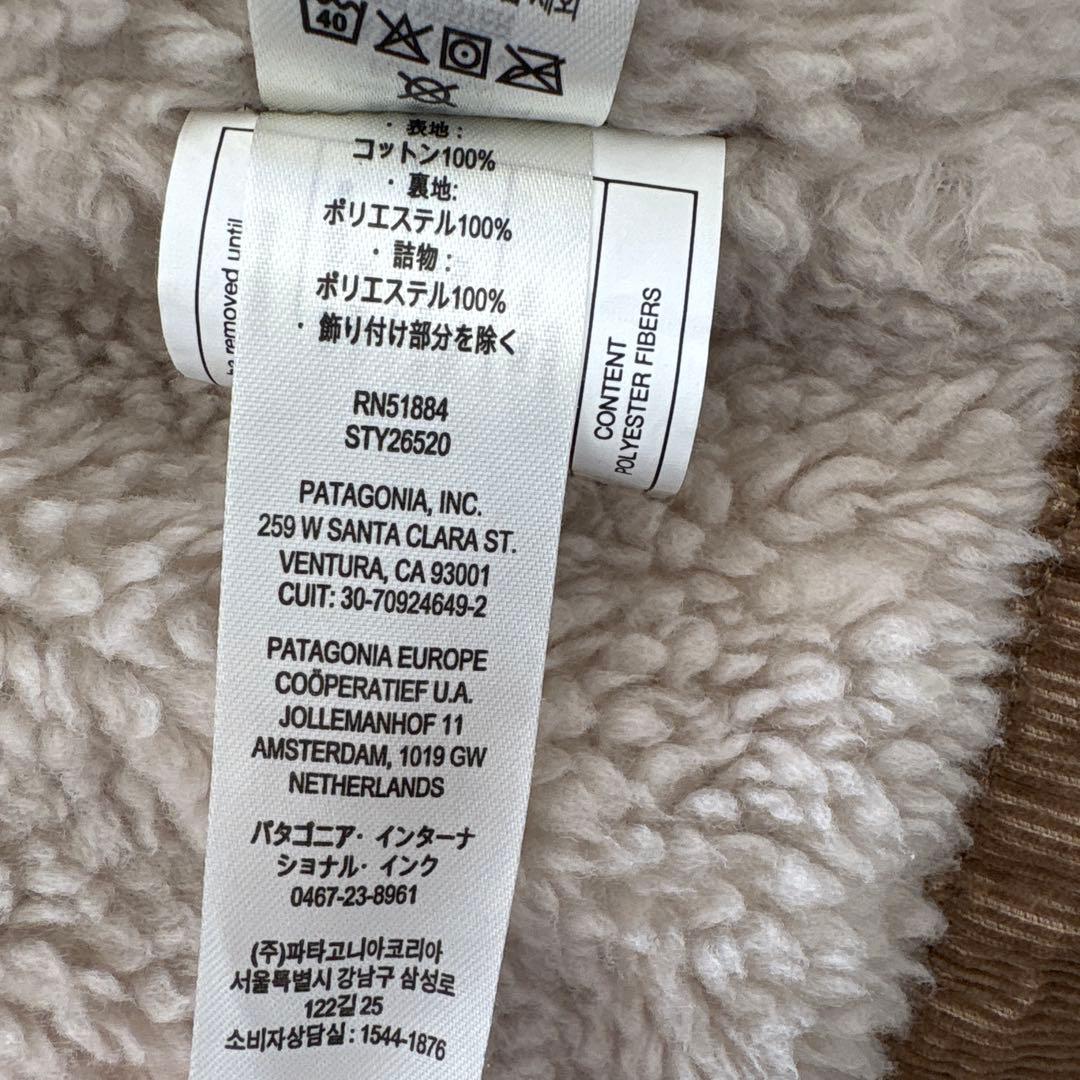 40
· 表地 :
コットン100%
· 裏地:
ポリエステル100%
· 詰物 :
ポリエステル100%
· 飾り付け部分を除く
RN51884
STY26520
PATAGONIA, INC.
259 W SANTA CLARA ST.
VENTURA, CA 93001
CUIT: 30-70924649-2
PATAGONIA EUROPE
COÖPERATIEF U.A.
JOLLEMANHOF 11
AMSTERDAM, 1019 GW
NETHERLANDS
パタゴニア· インターナ
ショナル· インク
0467-23-8961
(주)파타고니아코리아
서울특별시 강남구 삼성로
122길 25
소비자상담실 : 1544-1876
removed until
CONTENT
POLYESTER FIBERS